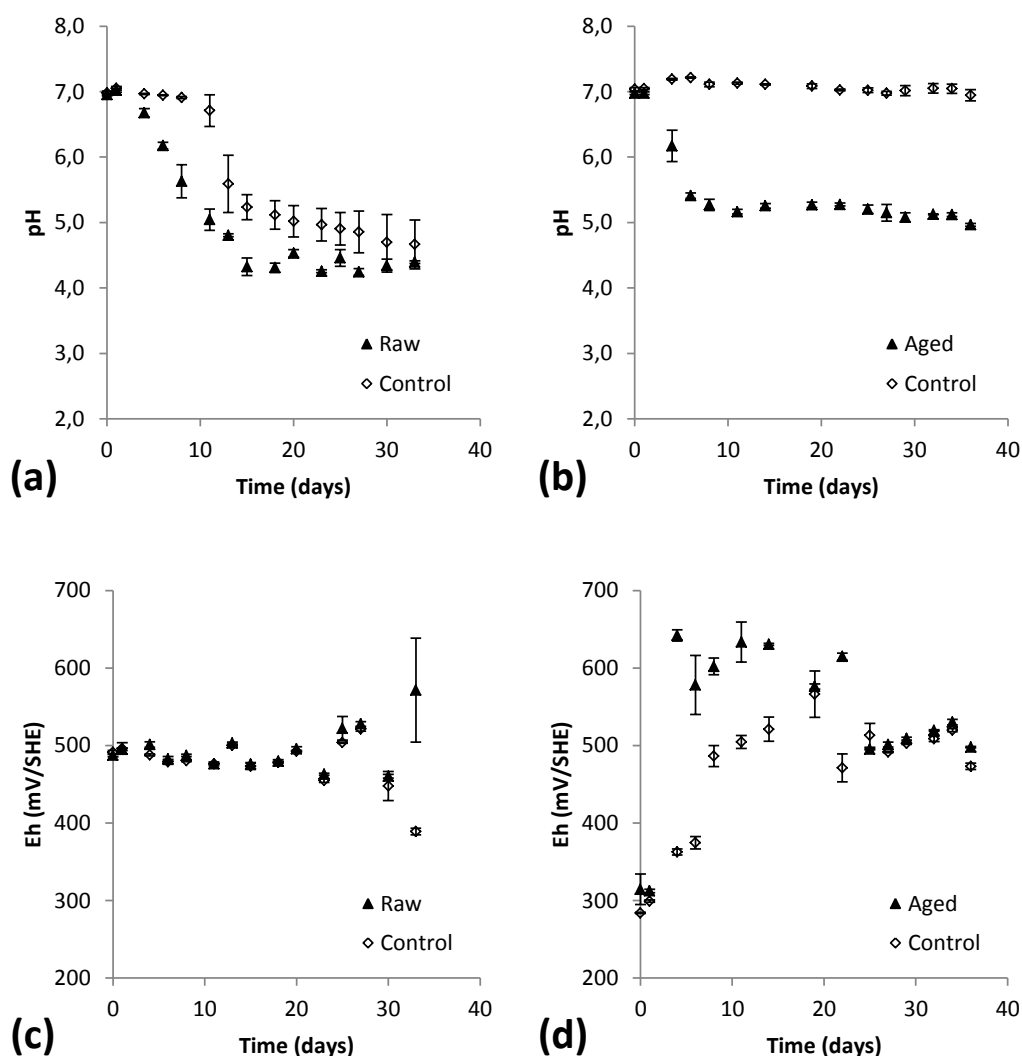 8,0
7,0
6,0
5,0
4,0
3,0
2,0
pH
0 10 20 30 40
Time (days)
Raw
Control
(a)
8,0
7,0
6,0
5,0
4,0
3,0
2,0
pH
0 10 20 30 40
Time (days)
Aged
Control
(b)
700
600
500
400
300
200
Eh (mV/SHE)
0 10 20 30 40
Time (days)
Raw
Control
(c)
700
600
500
400
300
200
Eh (mV/SHE)
0 10 20 30 40
Time (days)
Aged
Control
(d)